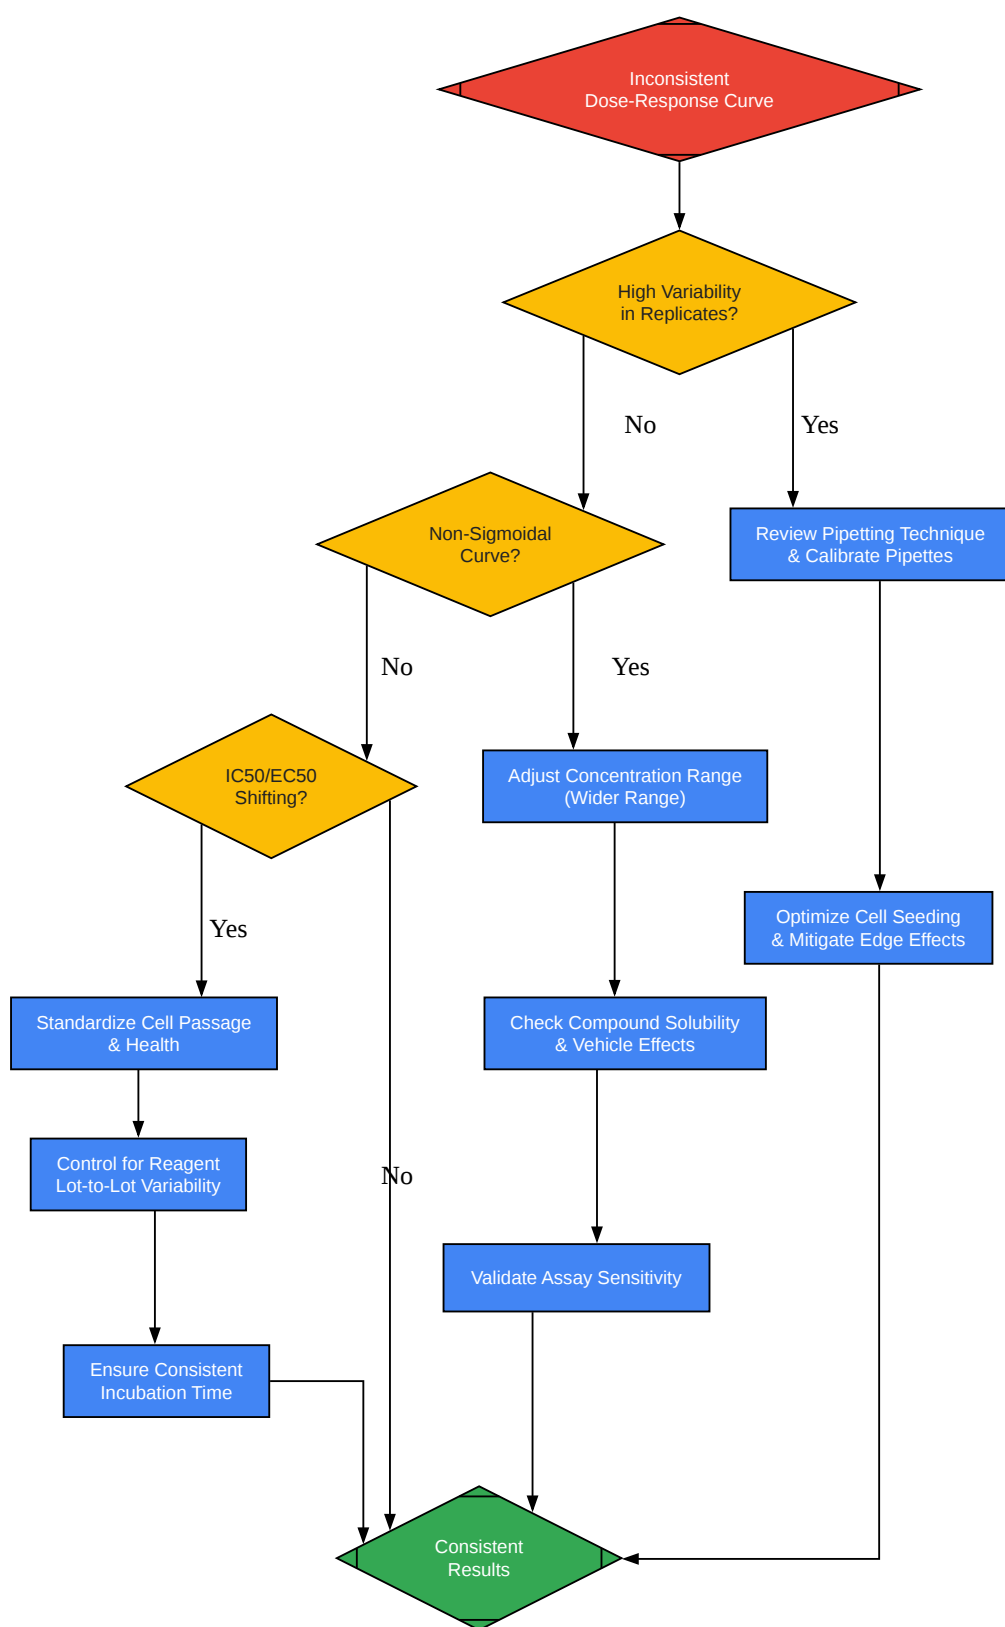 Inconsistent
Dose-Response Curve
High Variability
in Replicates?
No
Yes
Non-Sigmoidal
Curve?
Review Pipetting Technique
& Calibrate Pipettes
No
Yes
IC50/EC50
Shifting?
Adjust Concentration Range
(Wider Range)
Optimize Cell Seeding
& Mitigate Edge Effects
Yes
Standardize Cell Passage
& Health
Check Compound Solubility
& Vehicle Effects
Control for Reagent
Lot-to-Lot Variability
No
Validate Assay Sensitivity
Ensure Consistent
Incubation Time
Consistent
Results